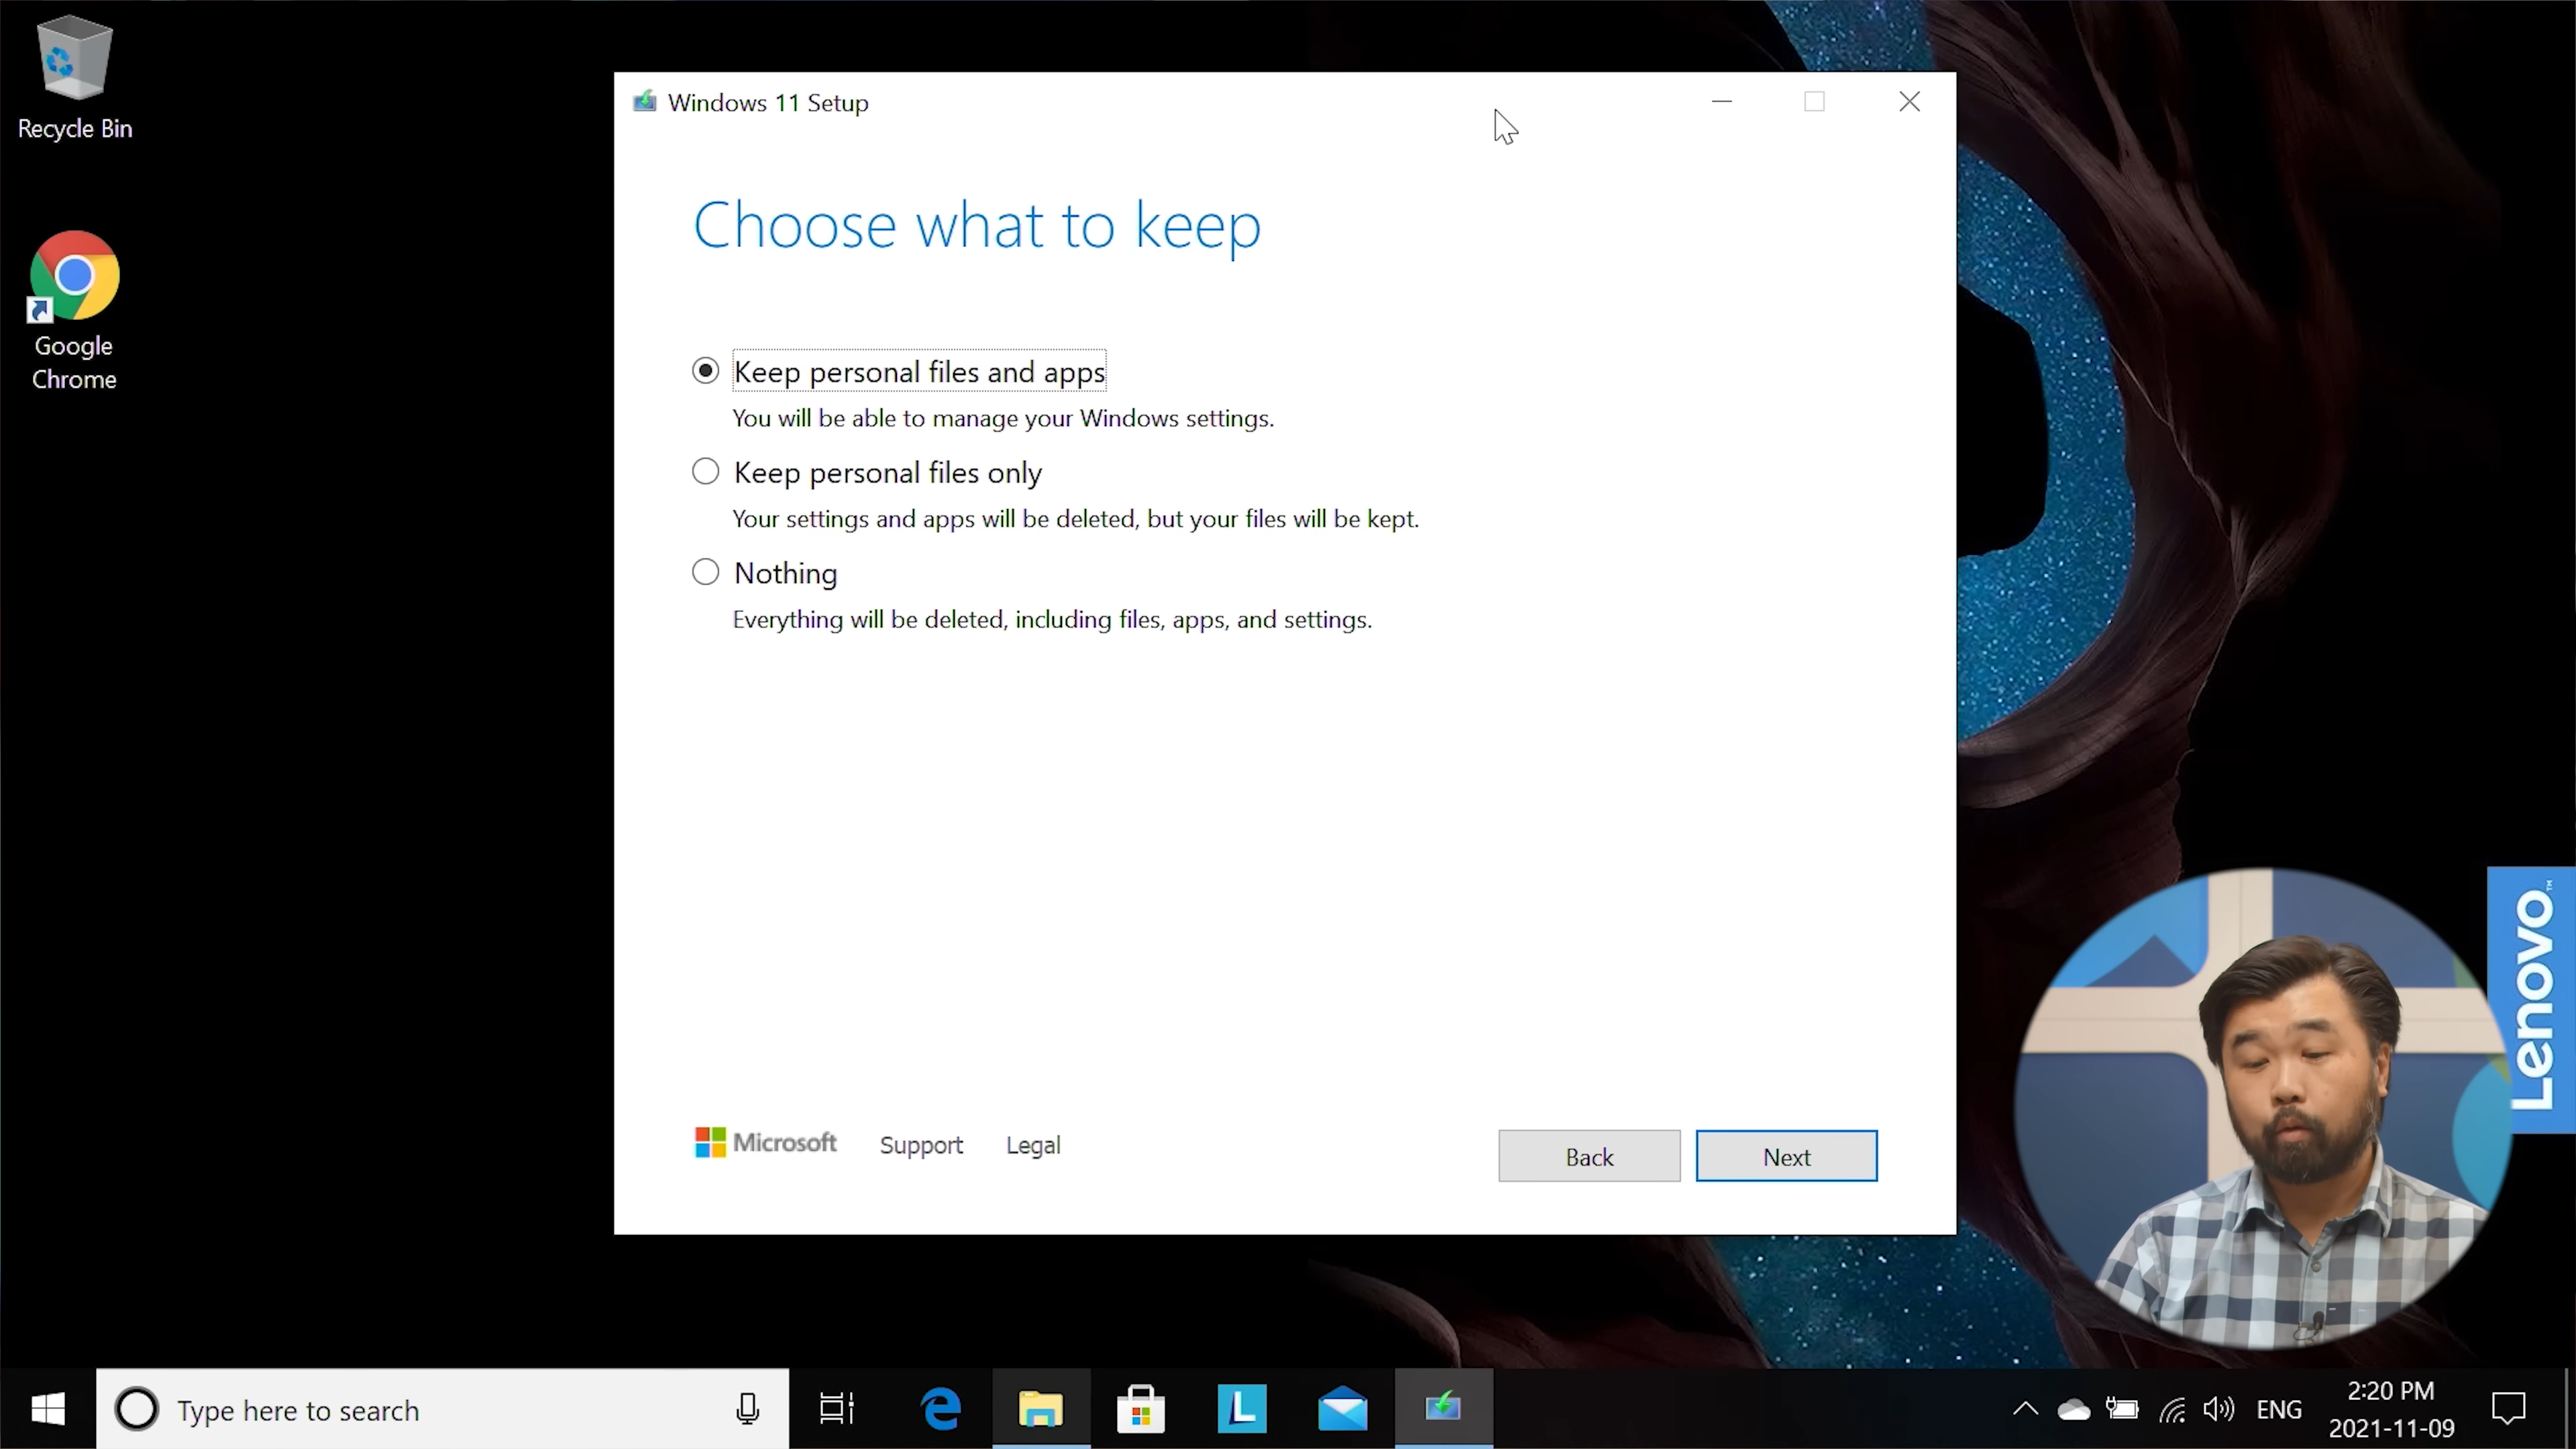 Recycle Bin
Google
Chrome
Windows 11 Setup
Choose what to keep
Keep personal files and apps
You will be able to manage your Windows settings.
Keep personal files only
Your settings and apps will be deleted, but your files will be kept.
Nothing
Everything will be deleted, including files, apps, and settings.
Microsoft Support Legal
Back Next
Lenovo™
Type here to search
L
ENG
2:20 PM
2021-11-09